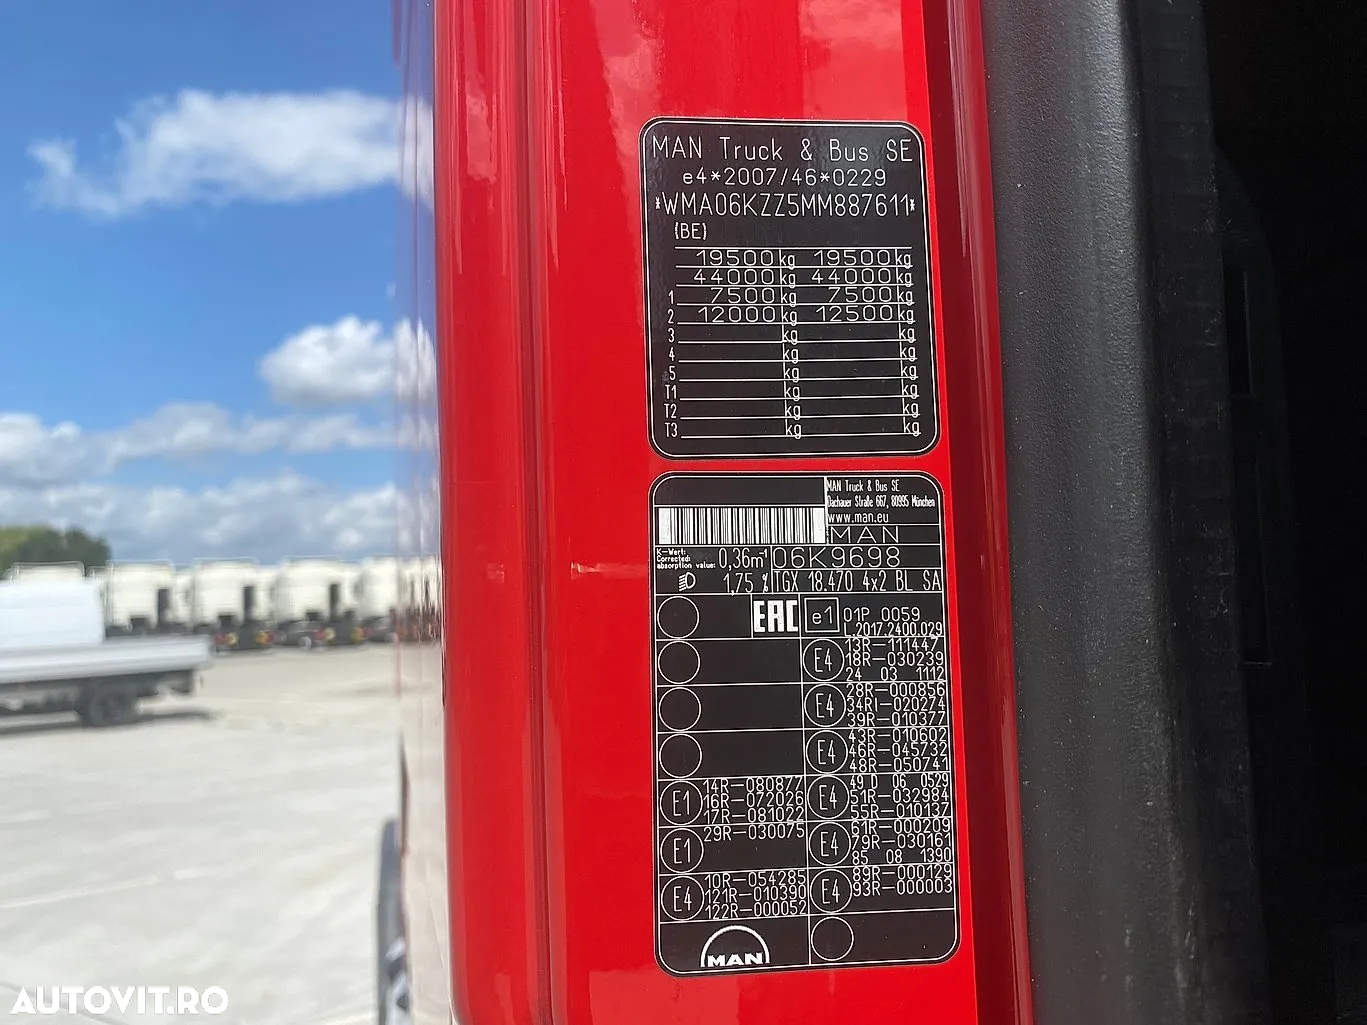 MAN Truck & Bus SE
e4*2007/46*0229
*WMA06KZZ5MM887611*
(BE)
19500 kg 19500 kg
44000 kg 44000 kg
1 7500 kg 7500 kg
2 12000 kg 12500 kg
3 kg kg
4 kg kg
5 kg kg
T1 kg kg
T2 kg kg
T3 kg kg
MAN Truck & Bus SE
Dachauer Straße 667, 80995 München
www.man.eu
MAN
K-Wert:
Corrected
absorption value: 0,36m⁻¹ 06K9698
1,75 % TGX 18.470 4x2 BL SA
EAC e1 01P 0059
L.2017.2400.029
E4 13R-111447
18R-030239
24 03 1112
E4 28R-000856
34RI-020274
39R-010377
E4 43R-010602
46R-045732
48R-050741
E1 14R-080877
16R-072026
17R-081022
E4 49 D 06 0529
51R-032984
55R-010137
E1 29R-030075
E4 61R-000209
79R-030161
85 08 1390
E4 10R-054285
121R-010390
122R-000052
E4 89R-000129
93R-000003
MAN
AUTOVIT.RO